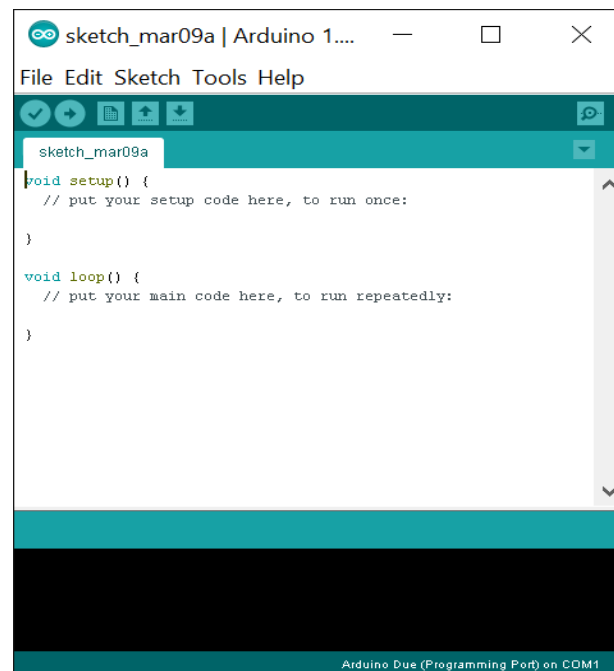 sketch_mar09a | Arduino 1....
File Edit Sketch Tools Help
sketch_mar09a
void setup() {
  // put your setup code here, to run once:
}
void loop() {
  // put your main code here, to run repeatedly:
}
Arduino Due (Programming Port) on COM1